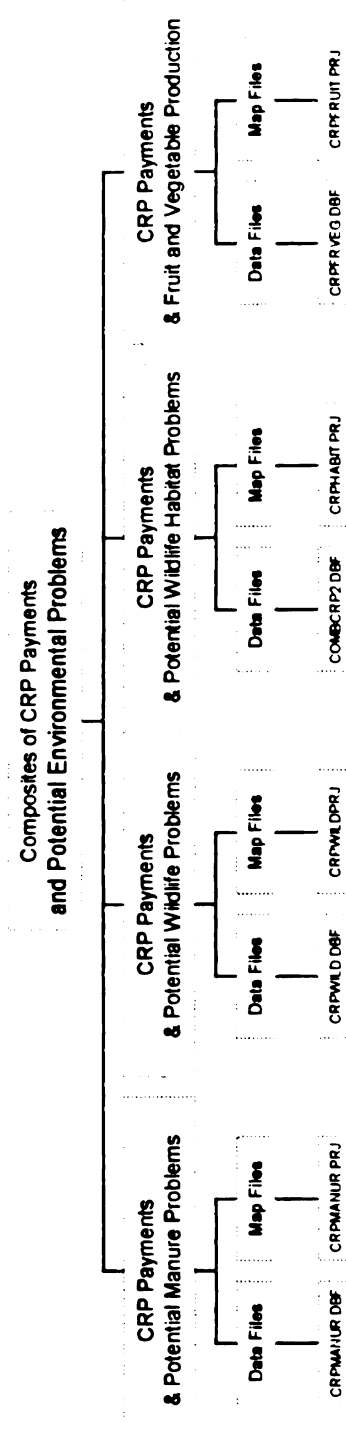 Composites of CRP Payments
and Potential Environmental Problems
CRP Payments
& Potential Manure Problems
Data Files
Map Files
CRPMANUR DBF
CRPMANUR PRJ
CRP Payments
& Potential Wildlife Problems
Data Files
Map Files
CRPWILD DBF
CRPWILDPRJ
CRP Payments
& Potential Wildlife Habitat Problems
Data Files
Map Files
COMBCRP2 DBF
CRPHABIT PRJ
CRP Payments
& Fruit and Vegetable Production
Data Files
Map Files
CRPFRVEG DBF
CRPFRUIT PRJ